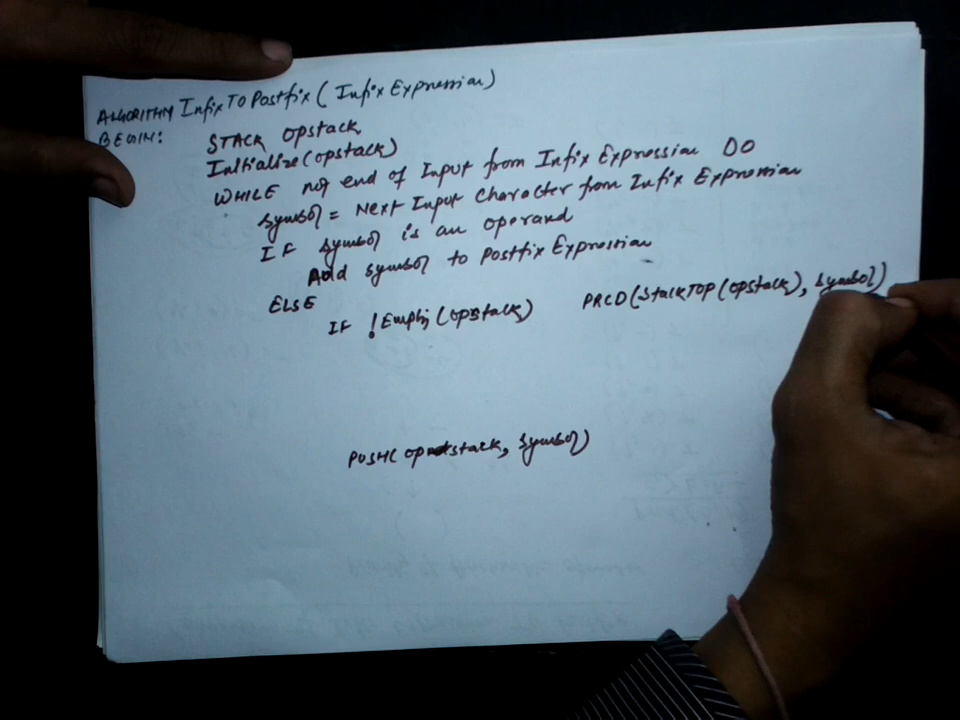 ALGORITHM InfixToPostfix ( Infix Expression)
BEGIN: STACK opstack
Initialize(opstack)
WHILE not end of Input from Infix Expression DO
symbol = Next Input Character from Infix Expression
IF symbol is an operand
Add symbol to Postfix Expression
ELSE
IF !Empty(opstack) PRCD(StackTop(opstack), symbol)
PUSH(opstack, symbol)